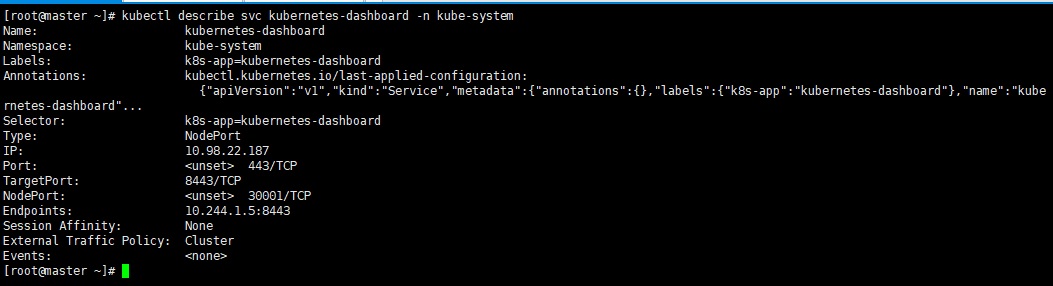 [root@master ~]# kubectl describe svc kubernetes-dashboard -n kube-system
Name:                     kubernetes-dashboard
Namespace:                kube-system
Labels:                   k8s-app=kubernetes-dashboard
Annotations:              kubectl.kubernetes.io/last-applied-configuration:
                            {"apiVersion":"v1","kind":"Service","metadata":{"annotations":{},"labels":{"k8s-app":"kubernetes-dashboard"},"name":"kube
rnetes-dashboard"...
Selector:                 k8s-app=kubernetes-dashboard
Type:                     NodePort
IP:                       10.98.22.187
Port:                     <unset>  443/TCP
TargetPort:               8443/TCP
NodePort:                 <unset>  30001/TCP
Endpoints:                10.244.1.5:8443
Session Affinity:         None
External Traffic Policy:  Cluster
Events:                   <none>
[root@master ~]#